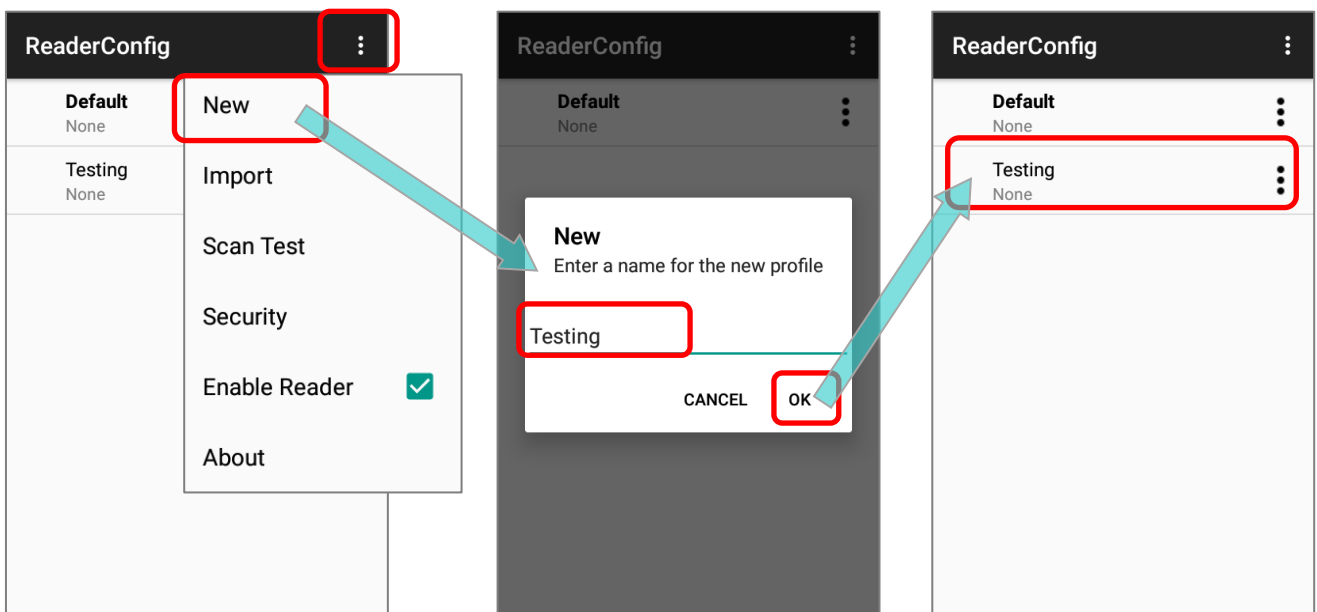 ReaderConfig
Default
None
Testing
None
New
Import
Scan Test
Security
Enable Reader
About
ReaderConfig
Default
None
New
Enter a name for the new profile
Testing
CANCEL OK
ReaderConfig
Default
None
Testing
None